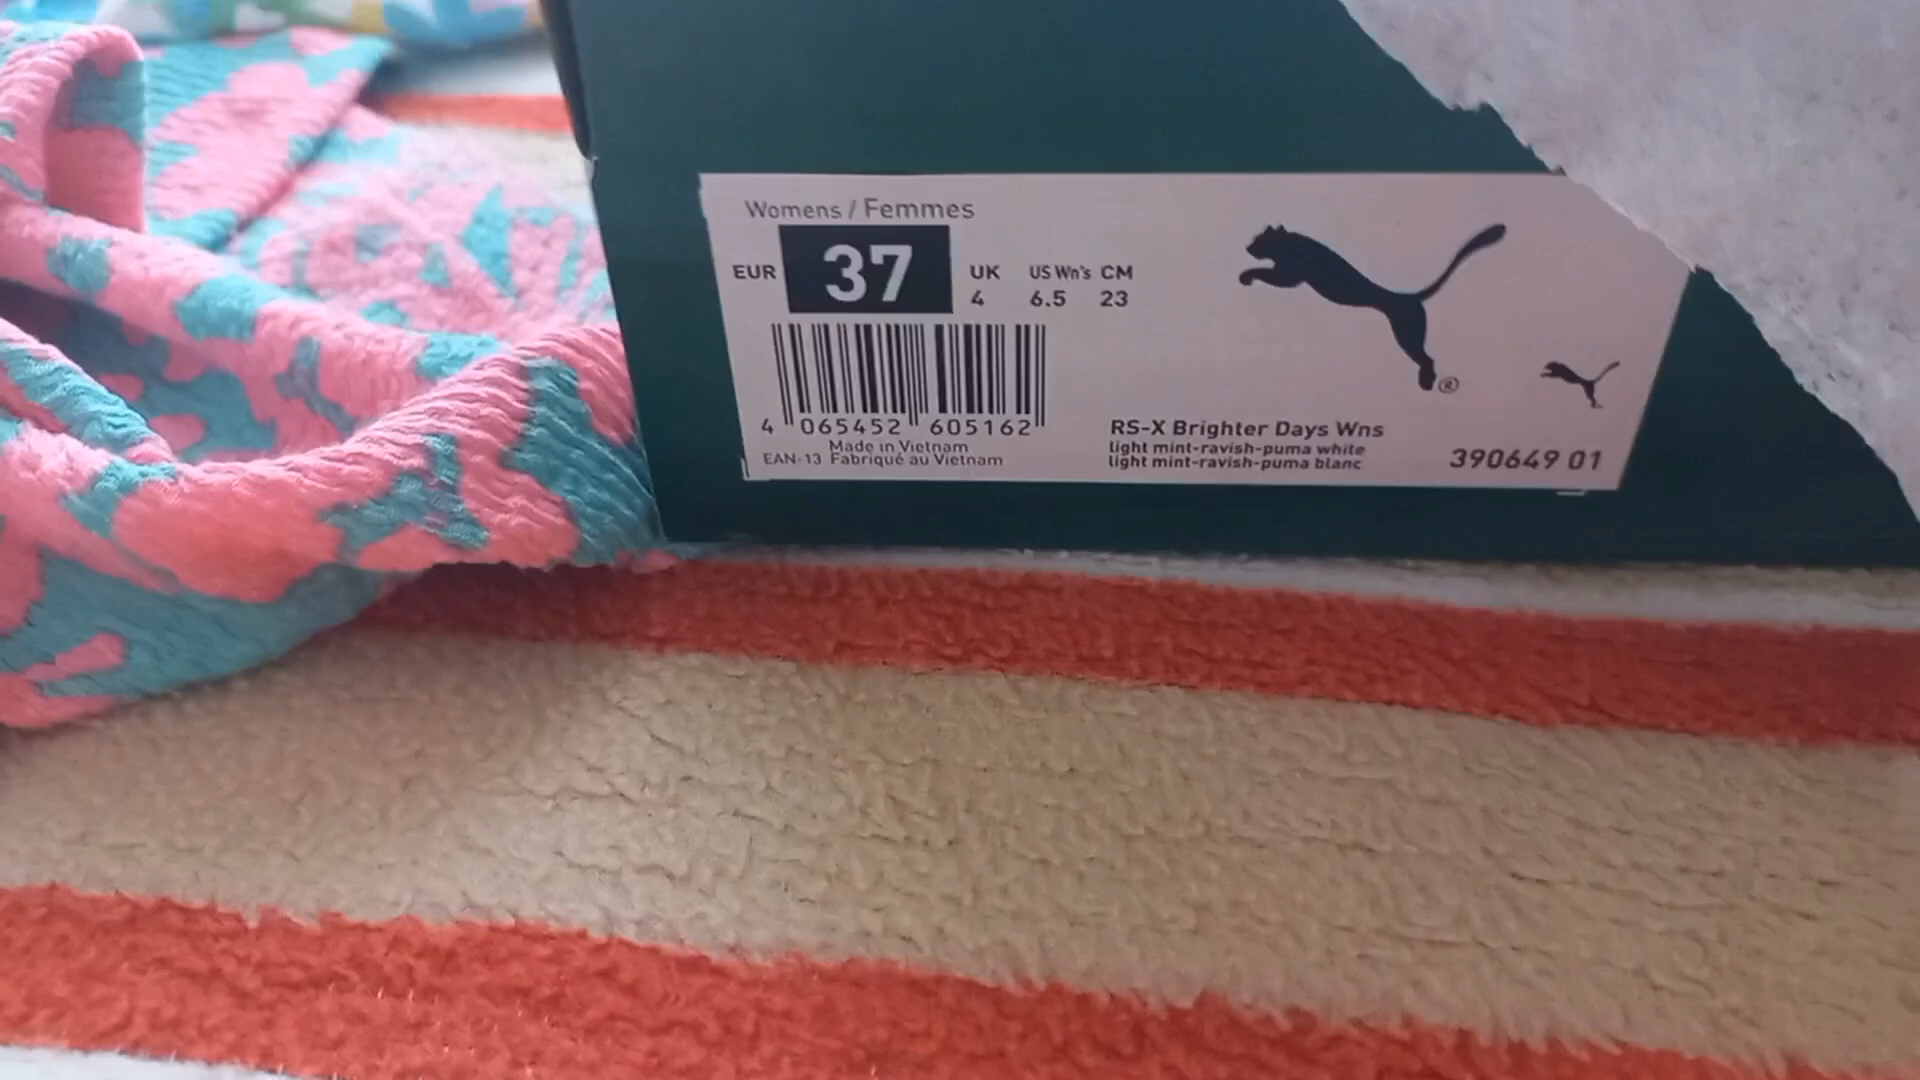 Womens / Femmes
EUR 37 UK 4 US Wn's 6.5 CM 23
4 065452 605162
Made in Vietnam
EAN-13 Fabriqué au Vietnam
®
RS-X Brighter Days Wns
light mint-ravish-puma white
light mint-ravish-puma blanc
390649 01